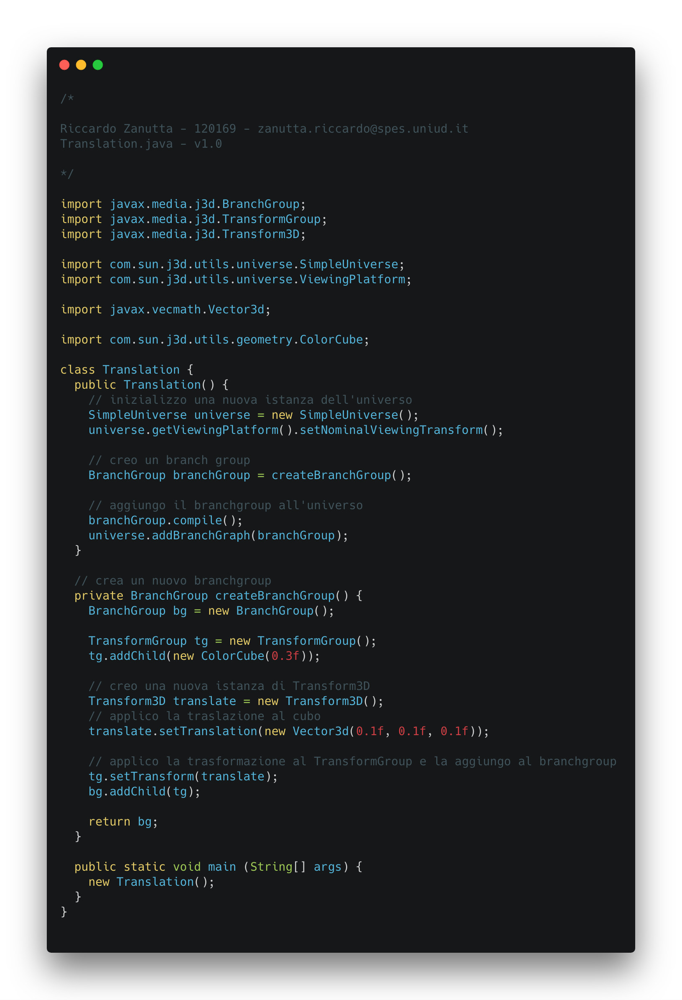 /*
Riccardo Zanutta - 120169 - zanutta.riccardo@spes.uniud.it
Translation.java - v1.0
*/
import javax.media.j3d.BranchGroup;
import javax.media.j3d.TransformGroup;
import javax.media.j3d.Transform3D;
import com.sun.j3d.utils.universe.SimpleUniverse;
import com.sun.j3d.utils.universe.ViewingPlatform;
import javax.vecmath.Vector3d;
import com.sun.j3d.utils.geometry.ColorCube;
class Translation {
  public Translation() {
    // inizializzo una nuova istanza dell'universo
    SimpleUniverse universe = new SimpleUniverse();
    universe.getViewingPlatform().setNominalViewingTransform();
    // creo un branch group
    BranchGroup branchGroup = createBranchGroup();
    // aggiungo il branchgroup all'universo
    branchGroup.compile();
    universe.addBranchGraph(branchGroup);
  }
  // crea un nuovo branchgroup
  private BranchGroup createBranchGroup() {
    BranchGroup bg = new BranchGroup();
    TransformGroup tg = new TransformGroup();
    tg.addChild(new ColorCube(0.3f));
    // creo una nuova istanza di Transform3D
    Transform3D translate = new Transform3D();
    // applico la traslazione al cubo
    translate.setTranslation(new Vector3d(0.1f, 0.1f, 0.1f));
    // applico la trasformazione al TransformGroup e la aggiungo al branchgroup
    tg.setTransform(translate);
    bg.addChild(tg);
    return bg;
  }
  public static void main (String[] args) {
    new Translation();
  }
}